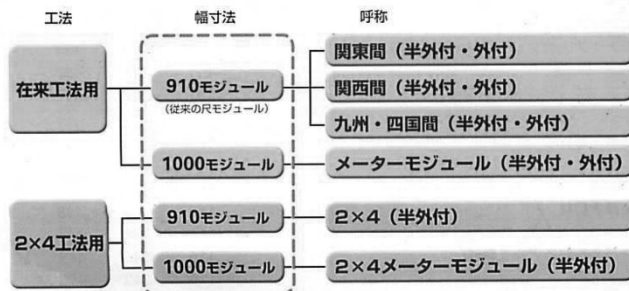 工法 幅寸法 呼称
在来工法用
910モジュール
(従来の尺モジュール)
関東間(半外付・外付)
関西間(半外付・外付)
九州・四国間(半外付・外付)
1000モジュール
メーターモジュール(半外付・外付)
2×4工法用
910モジュール
2×4(半外付)
1000モジュール
2×4メーターモジュール(半外付)